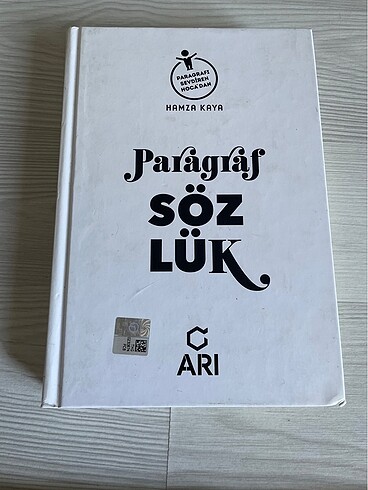 PARAGRAFI
SEVDİREN
HOCA'DAN
HAMZA KAYA
Paragraf
SÖZ
LÜK
ARI